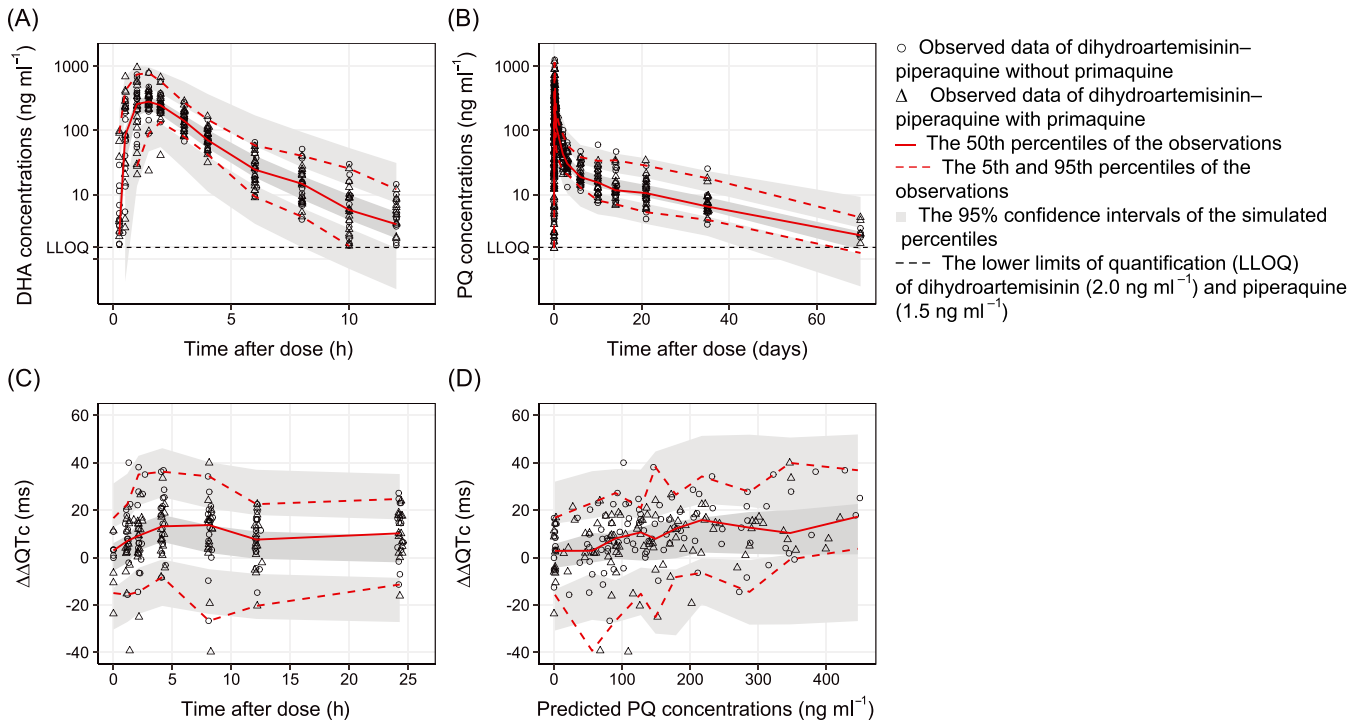 (A)
DHA concentrations (ng ml⁻¹)
1000
100
10
LLOQ
0
5
10
Time after dose (h)
(B)
PQ concentrations (ng ml⁻¹)
1000
100
10
LLOQ
0
20
40
60
Time after dose (days)
○ Observed data of dihydroartemisinin–
piperaquine without primaquine
Δ Observed data of dihydroartemisinin–
piperaquine with primaquine
The 50th percentiles of the observations
The 5th and 95th percentiles of the
observations
The 95% confidence intervals of the simulated
percentiles
The lower limits of quantification (LLOQ)
of dihydroartemisinin (2.0 ng ml⁻¹) and piperaquine
(1.5 ng ml⁻¹)
(C)
ΔΔQTc (ms)
60
40
20
0
-20
-40
0
5
10
15
20
25
Time after dose (h)
(D)
ΔΔQTc (ms)
60
40
20
0
-20
-40
0
100
200
300
400
Predicted PQ concentrations (ng ml⁻¹)